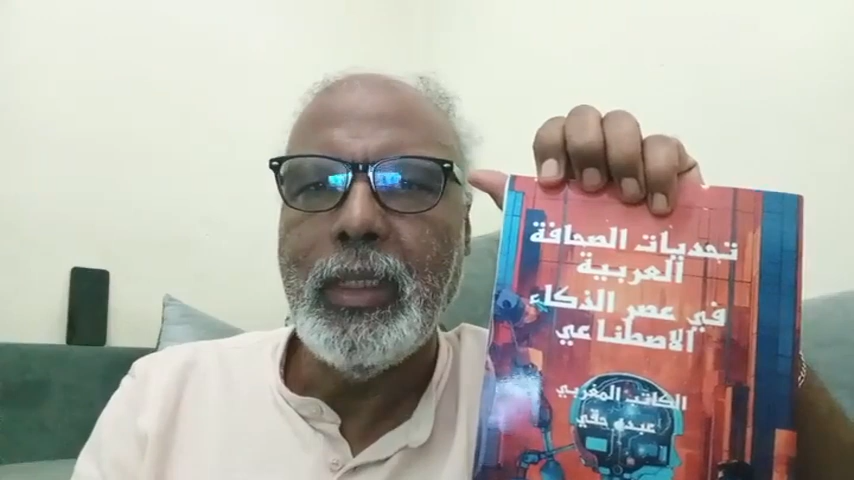 تحديات الصحافة
العربية
في عصر الذكاء
الاصطناعي
الكاتب المغربي
عبده حقي